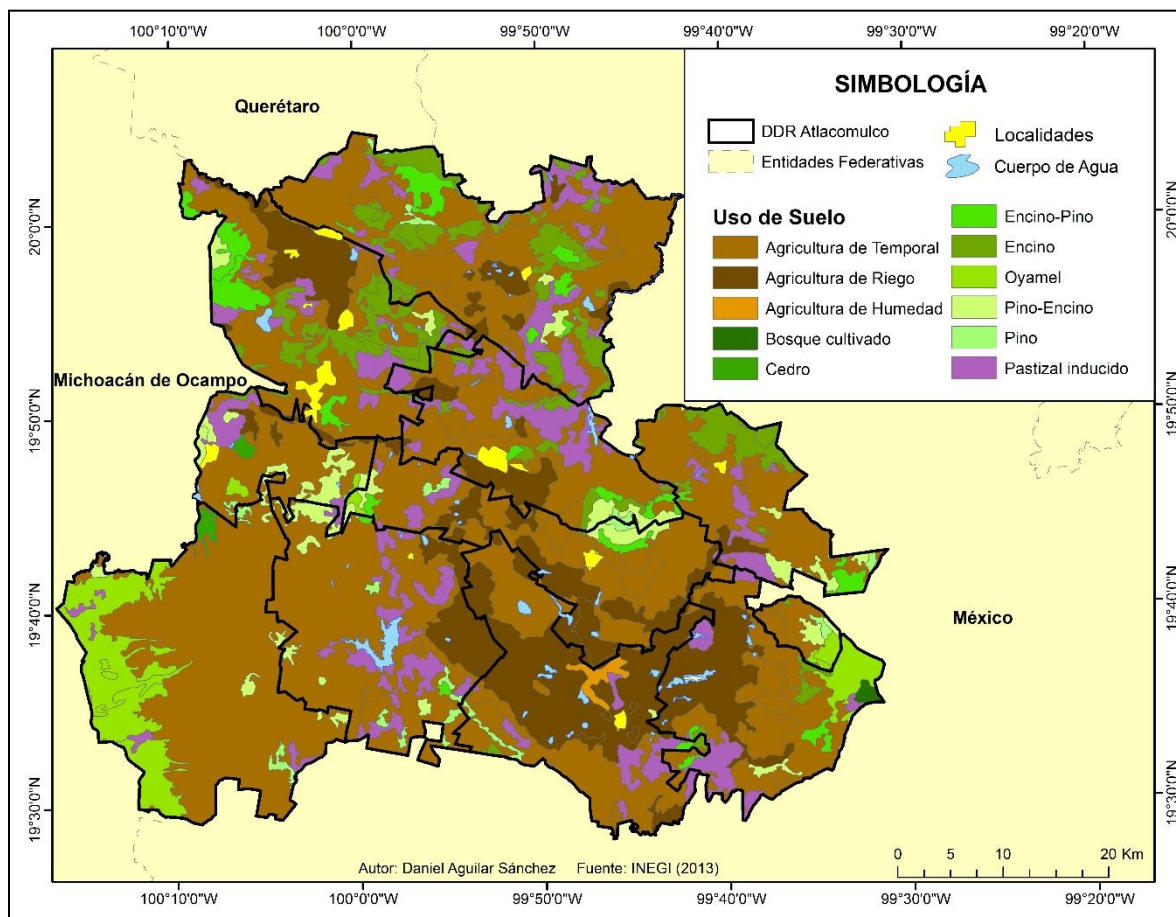 100°10'0"W 100°0'0"W 99°50'0"W 99°40'0"W 99°30'0"W 99°20'0"W
Querétaro
SIMBOLOGÍA
DDR Atlacomulco
Localidades
Entidades Federativas
Cuerpo de Agua
Uso de Suelo
Encino-Pino
Agricultura de Temporal
Encino
Agricultura de Riego
Oyamel
Agricultura de Humedad
Pino-Encino
Bosque cultivado
Pino
Cedro
Pastizal inducido
20°0'0"N 20°0'0"N
Michoacán de Ocampo
19°50'0"N 19°50'0"N
19°40'0"N 19°40'0"N
México
19°30'0"N 19°30'0"N
Autor: Daniel Aguilar Sánchez Fuente: INEGI (2013)
0 5 10 20 Km
100°10'0"W 100°0'0"W 99°50'0"W 99°40'0"W 99°30'0"W 99°20'0"W